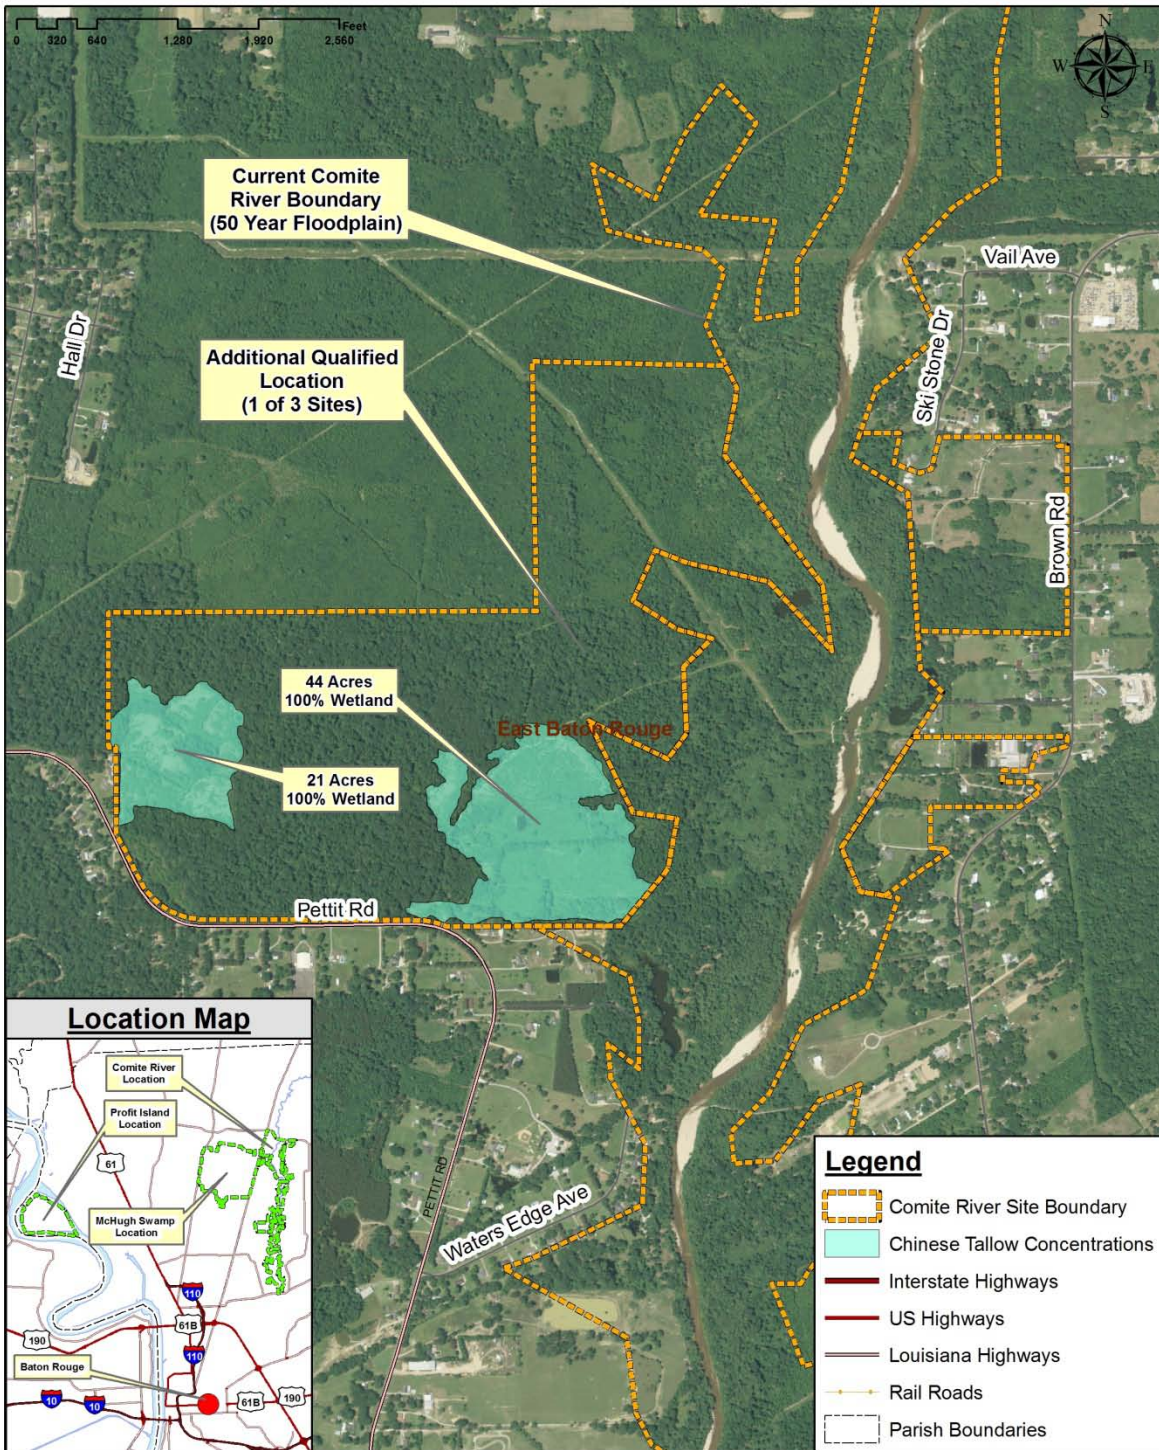 Feet
0 320 640 1,280 1,920 2,560
N
W E
S
Current Comite
River Boundary
(50 Year Floodplain)
Vail Ave
Hall Dr
Ski Stone Dr
Additional Qualified
Location
(1 of 3 Sites)
Brown Rd
44 Acres
100% Wetland
East Baton Rouge
21 Acres
100% Wetland
Pettit Rd
PETTIT RD
Waters Edge Ave
Location Map
Comite River
Location
Profit Island
Location
61
McHugh Swamp
Location
110
61B
190
110
Baton Rouge
10
10
61B
190
Legend
Comite River Site Boundary
Chinese Tallow Concentrations
Interstate Highways
US Highways
Louisiana Highways
Rail Roads
Parish Boundaries